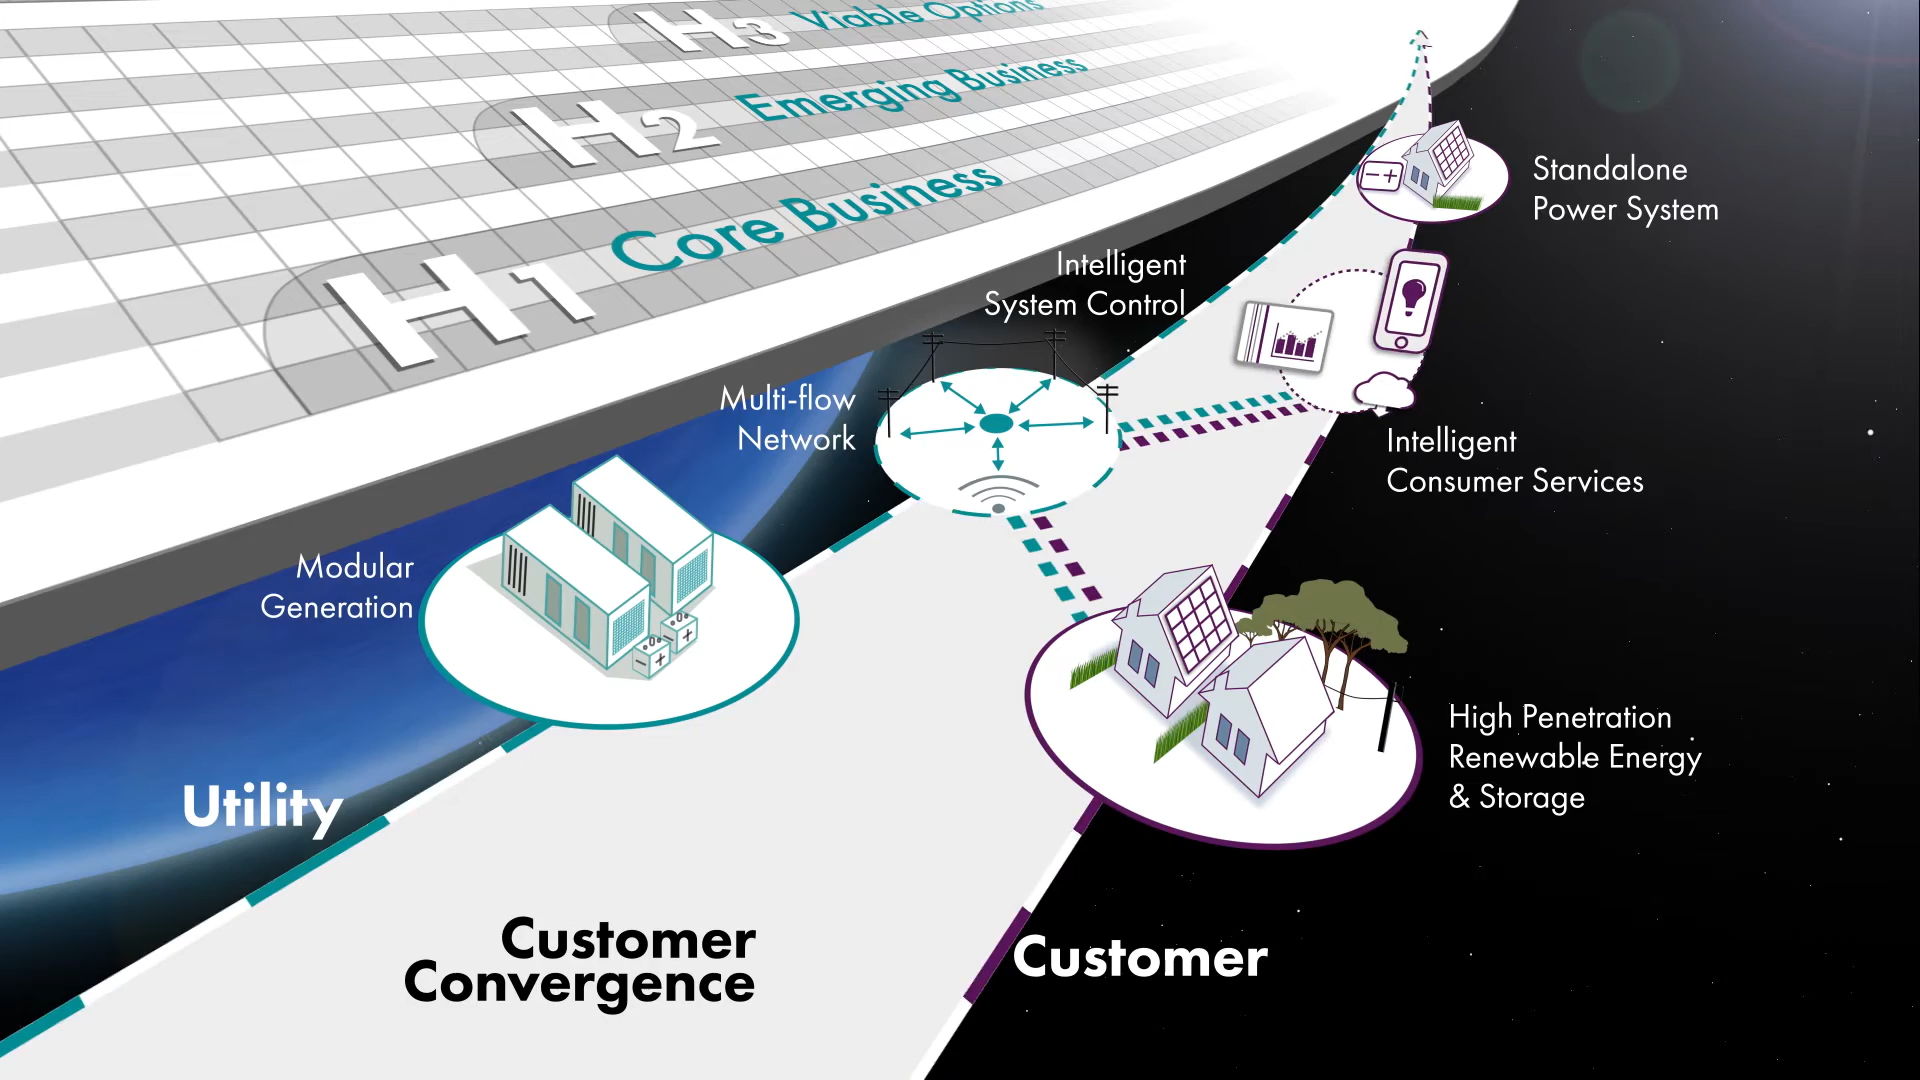 H3 Viable Options
H2 Emerging Business
H1 Core Business
Standalone
Power System
Intelligent
System Control
Multi-flow
Network
Intelligent
Consumer Services
Modular
Generation
High Penetration
Renewable Energy
& Storage
Utility
Customer
Convergence
Customer